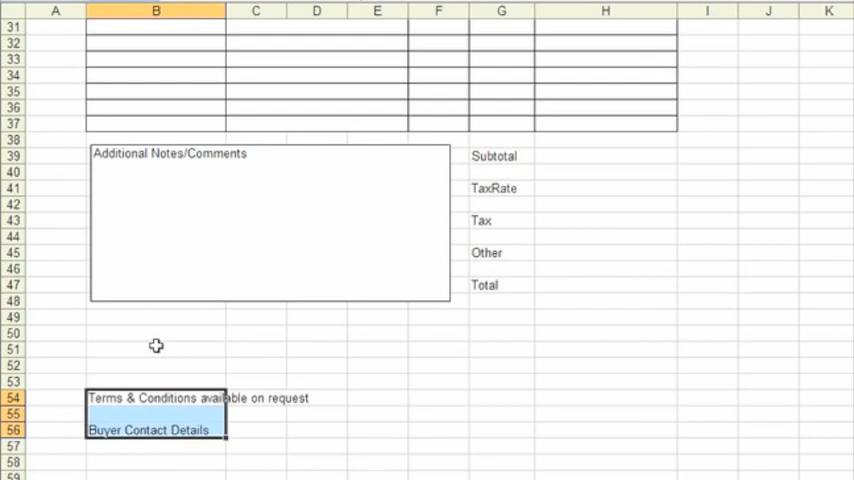 A B C D E F G H I J K
31
32
33
34
35
36
37
38
39 Additional Notes/Comments Subtotal
40
41 TaxRate
42
43 Tax
44
45 Other
46
47 Total
48
49
50
51
52
53
54 Terms & Conditions available on request
55
56 Buyer Contact Details
57
58
59